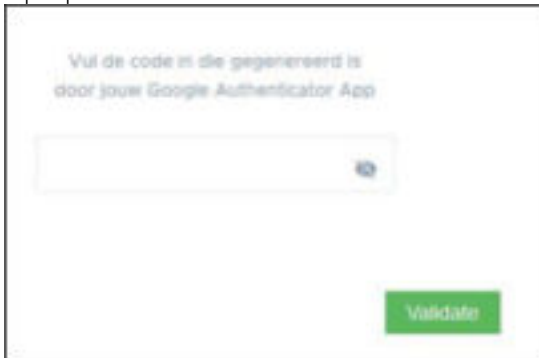 Vul de code in die gegenereerd is
door jouw Google Authenticator App
Validate